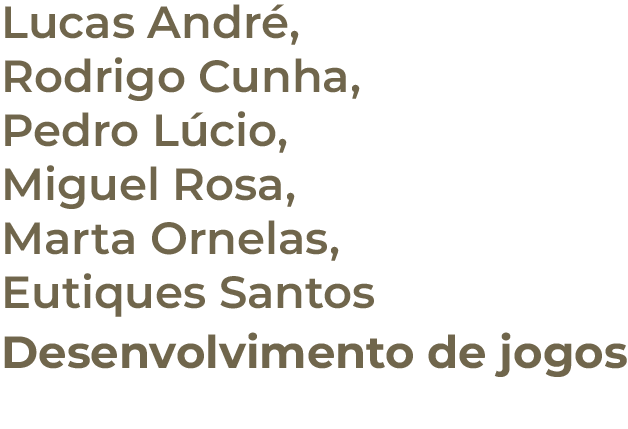 Lucas André,
Rodrigo Cunha,
Pedro Lúcio,
Miguel Rosa,
Marta Ornelas,
Eutiques Santos
Desenvolvimento de jogos